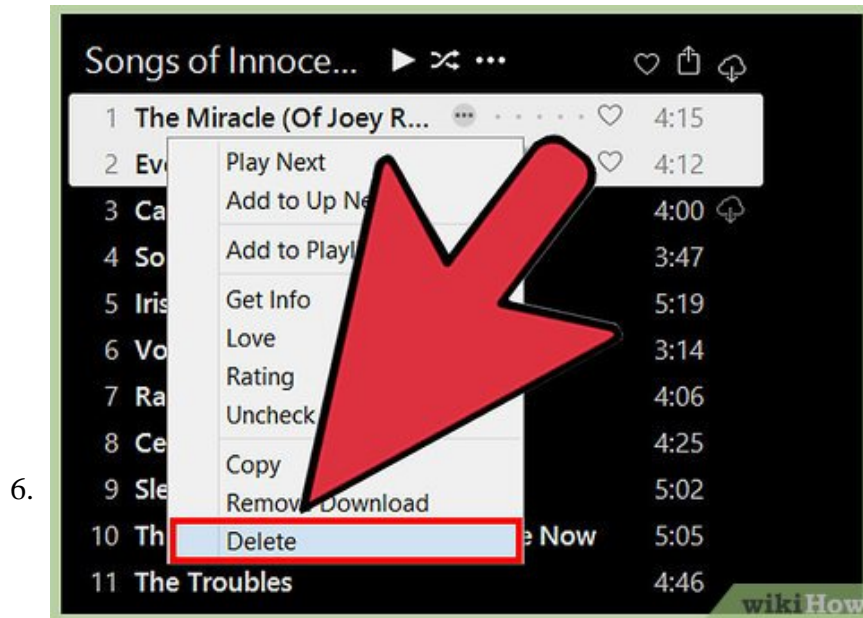 Songs of Innoce... ...
1 The Miracle (Of Joey R... ... 4:15
2 4:12
3 4:00
4 3:47
5 5:19
6 3:14
7 4:06
8 4:25
9 5:02
10 Now 5:05
11 The Troubles 4:46
Play Next
Add to Up
Add to
Get Info
Love
Rating
Uncheck
Copy
Remove Download
Delete
6.
wikiHow